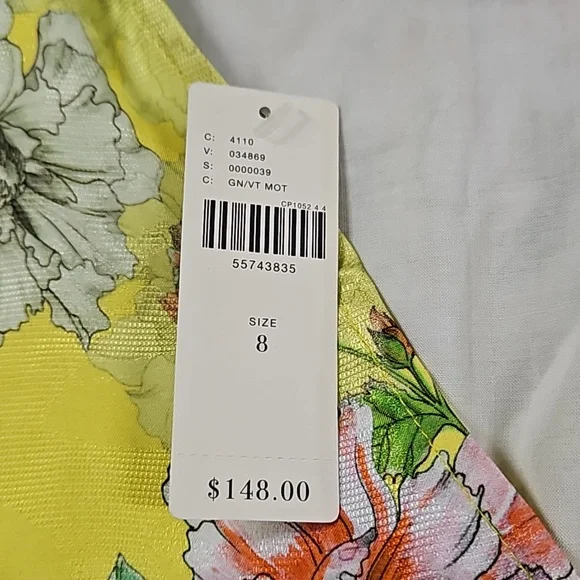 C: 4110
V: 034869
S: 0000039
C: GN/VT MOT
CP1052 4.4
55743835
SIZE
8
$148.00